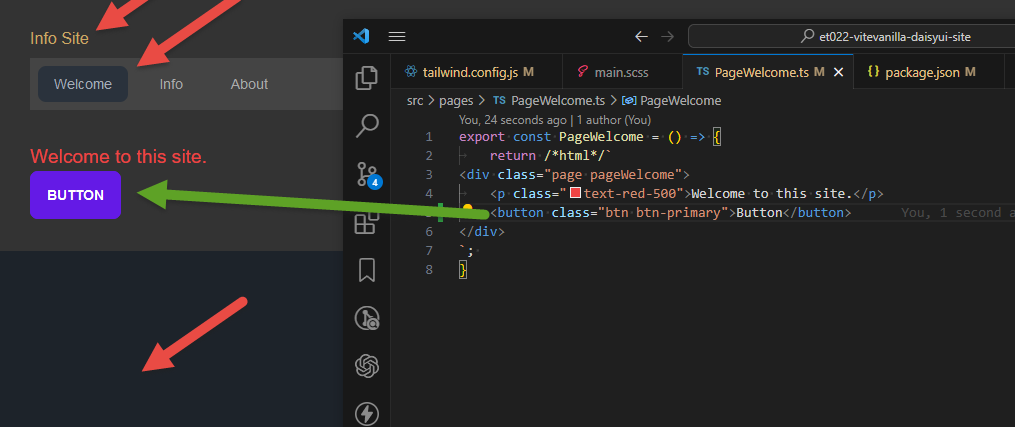 Info Site
Welcome Info About
Welcome to this site.
BUTTON
et022-vitevanilla-daisyui-site
tailwind.config.js M main.scss TS PageWelcome.ts M {} package.json M
src > pages > TS PageWelcome.ts > PageWelcome
You, 24 seconds ago | 1 author (You)
1 export const PageWelcome = () => {
2 return /*html*/`
3 <div class="page pageWelcome">
4 <p class="text-red-500">Welcome to this site.</p>
<button class="btn btn-primary">Button</button> You, 1 second a
6 </div>
7 `;
8 }
4